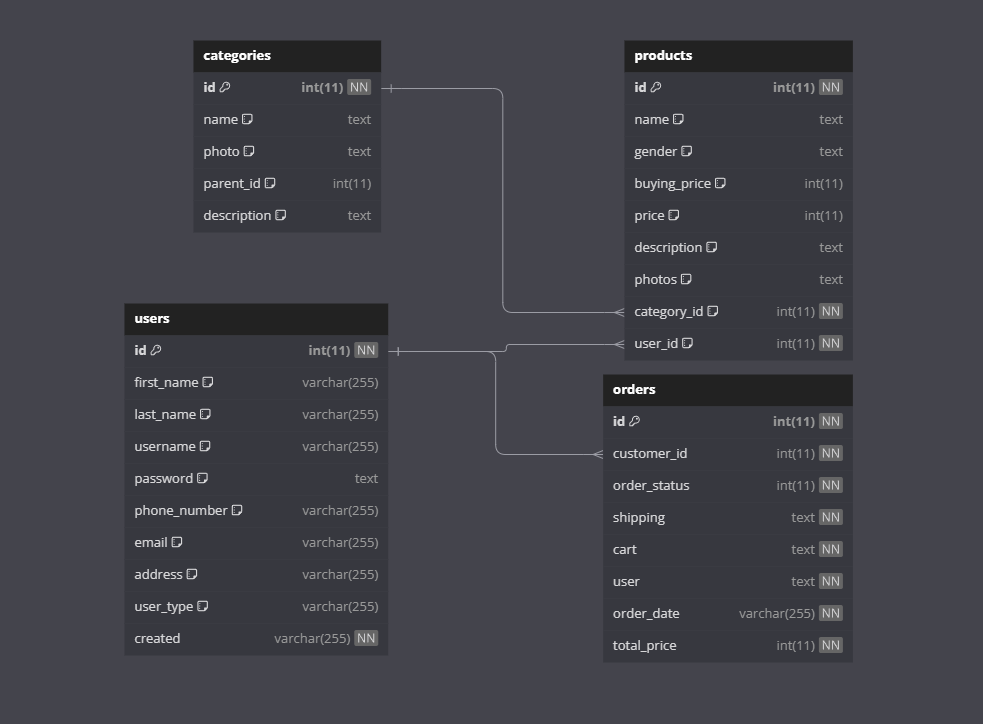 categories
id int(11) NN
name text
photo text
parent_id int(11)
description text
products
id int(11) NN
name text
gender text
buying_price int(11)
price int(11)
description text
photos text
category_id int(11) NN
user_id int(11) NN
users
id int(11) NN
first_name varchar(255)
last_name varchar(255)
username varchar(255)
password text
phone_number varchar(255)
email varchar(255)
address varchar(255)
user_type varchar(255)
created varchar(255) NN
orders
id int(11) NN
customer_id int(11) NN
order_status int(11) NN
shipping text NN
cart text NN
user text NN
order_date varchar(255) NN
total_price int(11) NN